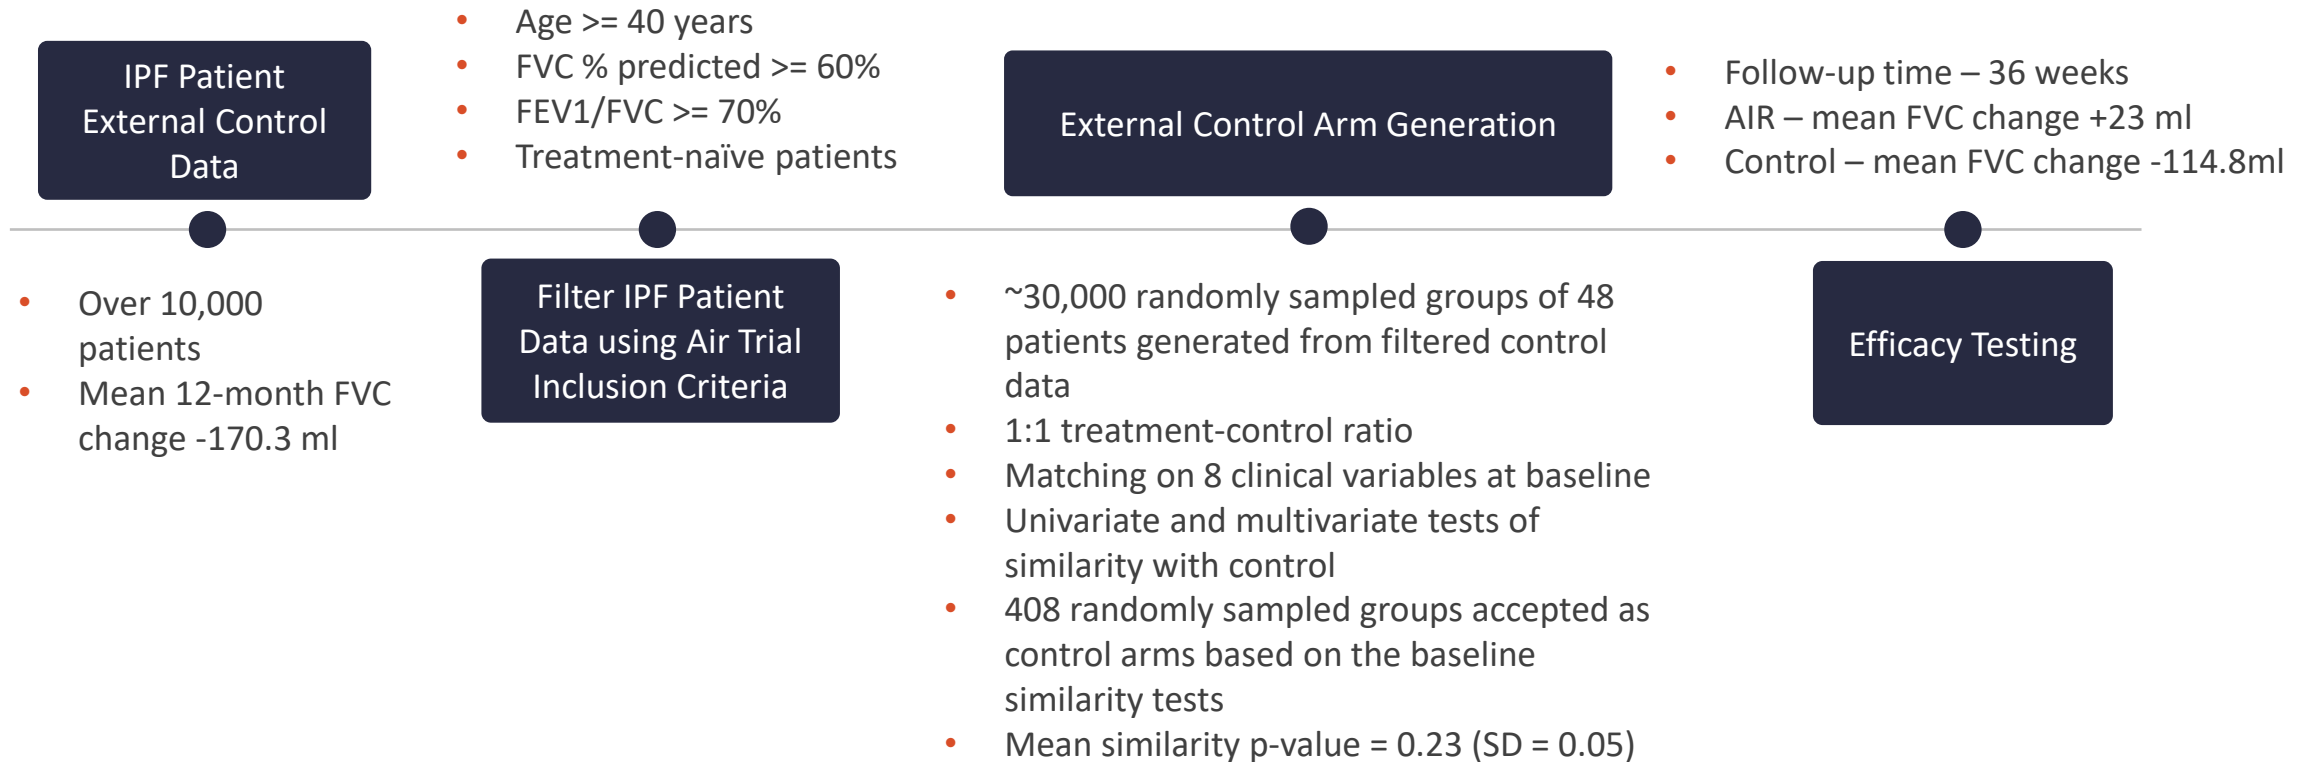 IPF Patient
External Control
Data
• Over 10,000
patients
• Mean 12-month FVC
change -170.3 ml
• Age >= 40 years
• FVC % predicted >= 60%
• FEV1/FVC >= 70%
• Treatment-naïve patients
Filter IPF Patient
Data using Air Trial
Inclusion Criteria
External Control Arm Generation
• ~30,000 randomly sampled groups of 48
patients generated from filtered control
data
• 1:1 treatment-control ratio
• Matching on 8 clinical variables at baseline
• Univariate and multivariate tests of
similarity with control
• 408 randomly sampled groups accepted as
control arms based on the baseline
similarity tests
• Mean similarity p-value = 0.23 (SD = 0.05)
• Follow-up time – 36 weeks
• AIR – mean FVC change +23 ml
• Control – mean FVC change -114.8ml
Efficacy Testing